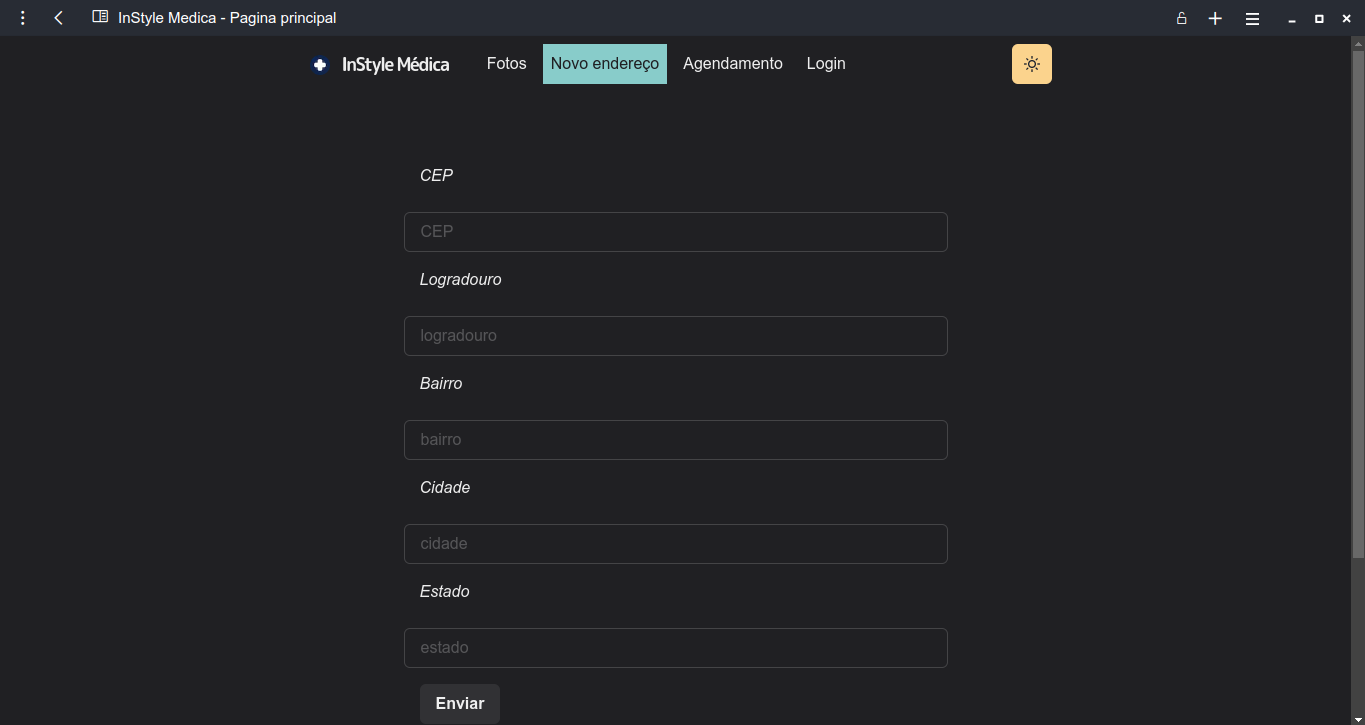 InStyle Medica - Pagina principal
InStyle Médica Fotos Novo endereço Agendamento Login
CEP
CEP
Logradouro
logradouro
Bairro
bairro
Cidade
cidade
Estado
estado
Enviar